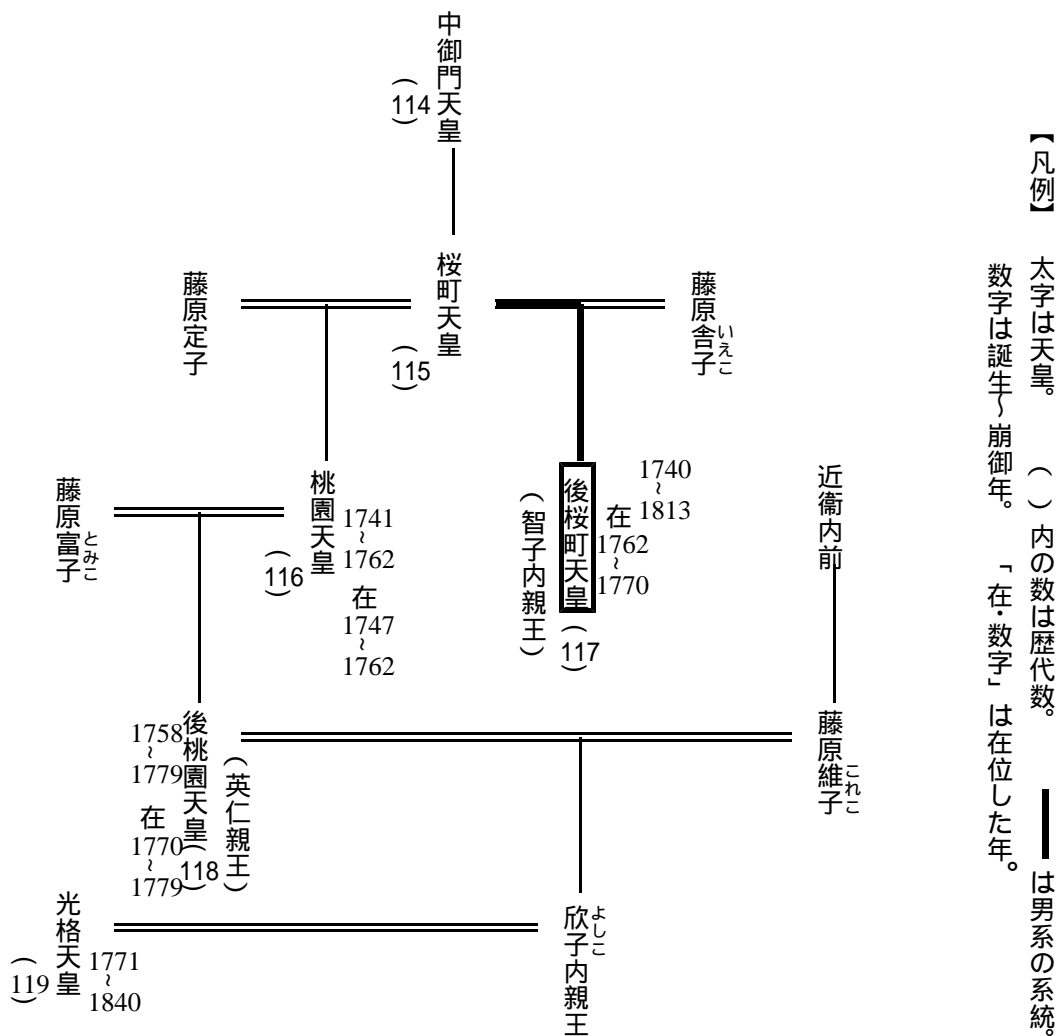 【凡例】 太字は天皇。 （ ）内の数は歴代数。 は男系の系統。
数字は誕生～崩御年。 「在・数字」は在位した年。
中御門天皇
（114）
桜町天皇
（115）
藤原舎子
いえこ
藤原定子
近衞内前
1740～1813
在1762～1770
後桜町天皇（117）
（智子内親王）
桃園天皇
（116）
1741～1762
在1747～1762
藤原富子
とみこ
藤原維子
これこ
（英仁親王）
後桃園天皇（118）
1758～1779
在1770～1779
欣子内親王
よしこ
光格天皇
（119）
1771～1840